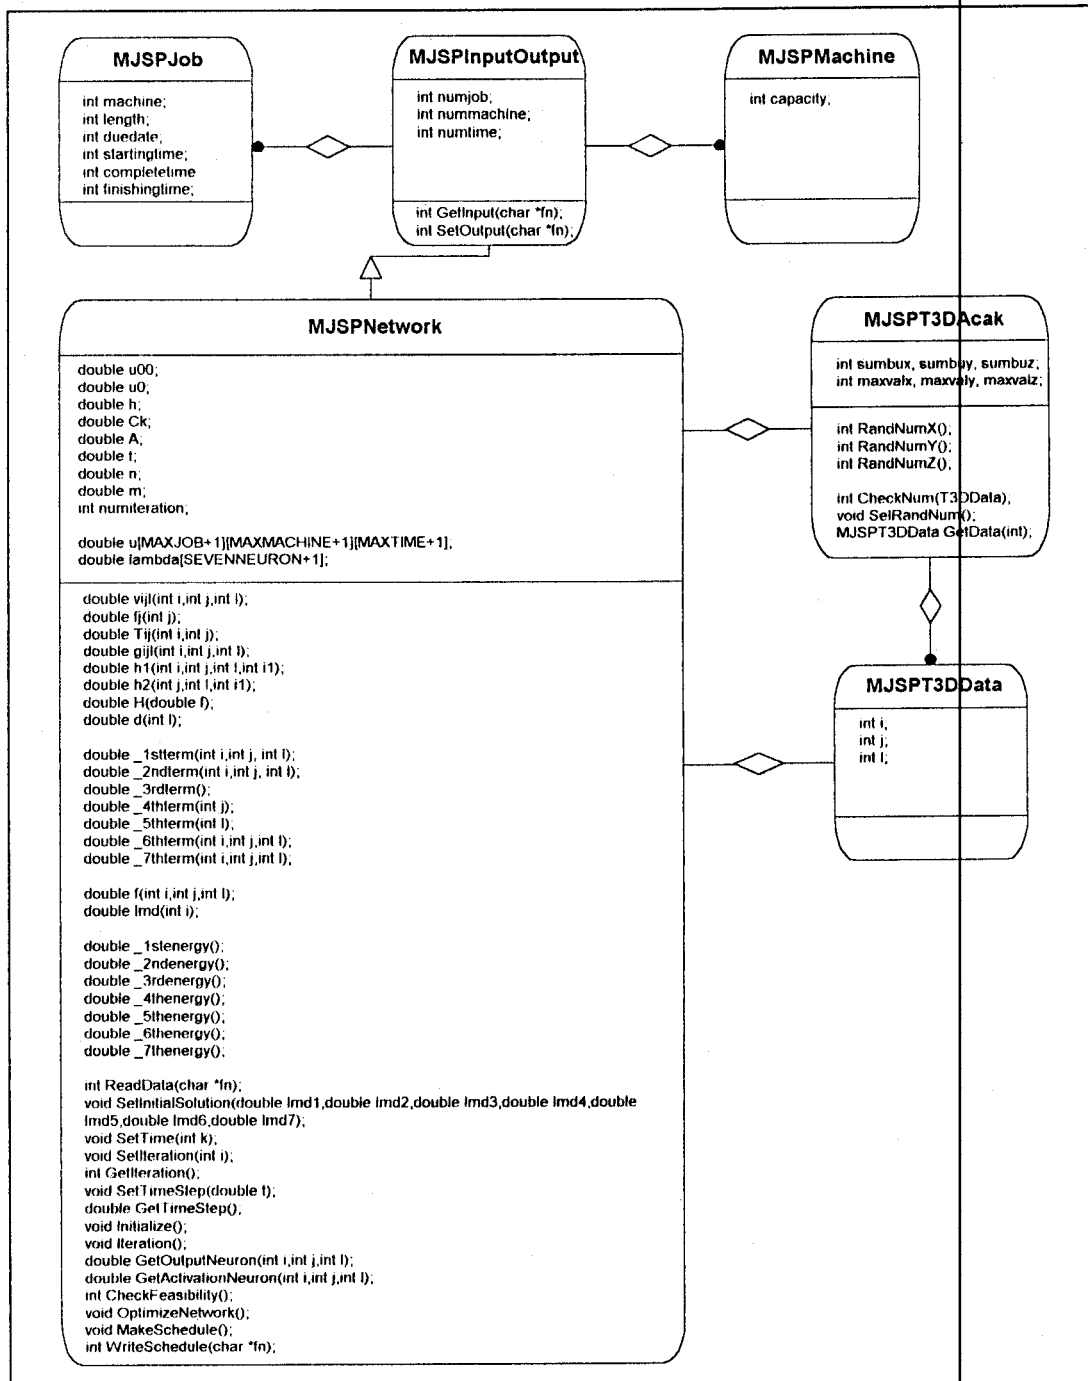 MJSPJob
int machine;
int length;
int duedate;
int startingtime;
int completetime
int finishingtime;
MJSPInputOutput
int numjob;
int nummachine;
int numtime;
int GetInput(char *fn);
int SetOutput(char *fn);
MJSPMachine
int capacity;
MJSPNetwork
double u00;
double u0;
double h;
double Ck;
double A;
double t;
double n;
double m;
int numiteration;
double u[MAXJOB+1][MAXMACHINE+1][MAXTIME+1];
double lambda[SEVENNEURON+1];
double vijl(int i,int j,int l);
double fj(int j);
double Tij(int i,int j);
double gijl(int i,int j,int l);
double h1(int i,int j,int l,int i1);
double h2(int j,int l,int i1);
double H(double f);
double d(int l);
double _1stterm(int i,int j, int l);
double _2ndterm(int i,int j, int l);
double _3rdterm();
double _4thterm(int j);
double _5thterm(int l);
double _6thterm(int i,int j,int l);
double _7thterm(int i,int j,int l);
double f(int i,int j,int l);
double lmd(int i);
double _1stenergy();
double _2ndenergy();
double _3rdenergy();
double _4thenergy();
double _5thenergy();
double _6thenergy();
double _7thenergy();
int ReadData(char *fn);
void SetInitialSolution(double lmd1,double lmd2,double lmd3,double lmd4,double
lmd5,double lmd6,double lmd7);
void SetTime(int k);
void SetIteration(int i);
int GetIteration();
void SetTimeStep(double t);
double GetTimeStep();
void Initialize();
void Iteration();
double GetOutputNeuron(int i,int j,int l);
double GetActivationNeuron(int i,int j,int l);
int CheckFeasibility();
void OptimizeNetwork();
void MakeSchedule();
int WriteSchedule(char *fn);
MJSPT3DAcak
int sumbux, sumbuy, sumbuz;
int maxvalx, maxvaly, maxvalz;
int RandNumX();
int RandNumY();
int RandNumZ();
int CheckNum(T3DData);
void SetRandNum();
MJSPT3DData GetData(int);
MJSPT3DData
int i;
int j;
int l;